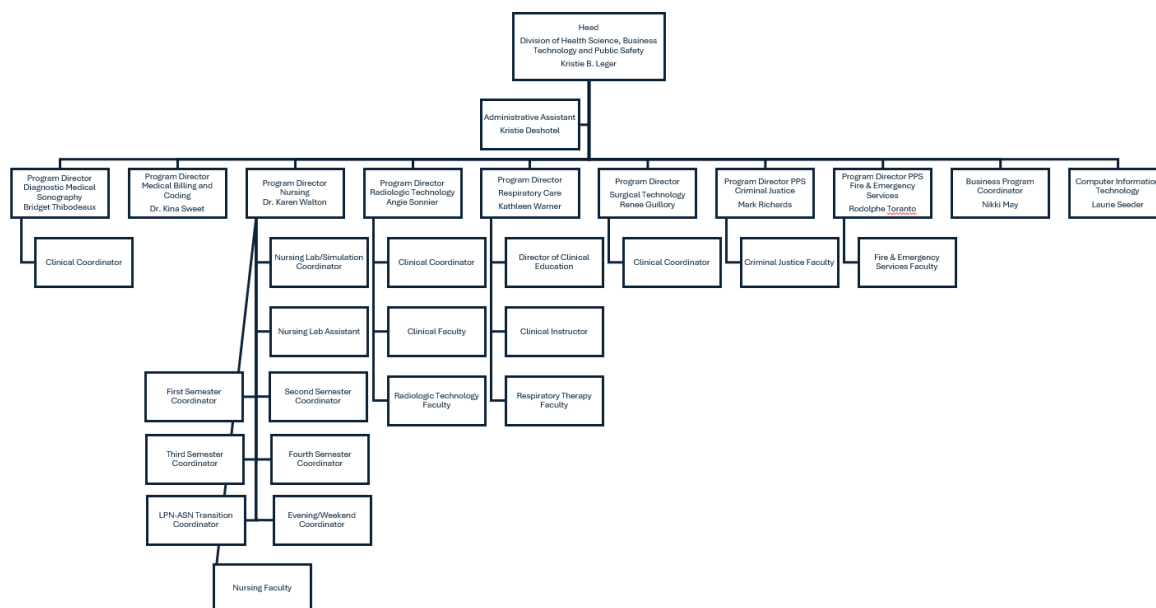 Head
Division of Health Science, Business
Technology and Public Safety
Kristie B. Leger
Administrative Assistant
Kristie Deshotel
Program Director
Diagnostic Medical
Sonography
Bridget Thibodeaux
Program Director
Medical Billing and
Coding
Dr. Kina Sweet
Program Director
Nursing
Dr. Karen Walton
Program Director
Radiologic Technology
Angie Sonnier
Program Director
Respiratory Care
Kathleen Warner
Program Director
Surgical Technology
Renee Guillory
Program Director PPS
Criminal Justice
Mark Richards
Program Director PPS
Fire & Emergency
Services
Rodolphe Toranto
Business Program
Coordinator
Nikki May
Computer Information
Technology
Laurie Seeder
Clinical Coordinator
Nursing Lab/Simulation
Coordinator
Clinical Coordinator
Director of Clinical
Education
Clinical Coordinator
Criminal Justice Faculty
Fire & Emergency
Services Faculty
Nursing Lab Assistant
Clinical Faculty
Clinical Instructor
First Semester
Coordinator
Second Semester
Coordinator
Radiologic Technology
Faculty
Respiratory Therapy
Faculty
Third Semester
Coordinator
Fourth Semester
Coordinator
LPN-ASN Transition
Coordinator
Evening/Weekend
Coordinator
Nursing Faculty